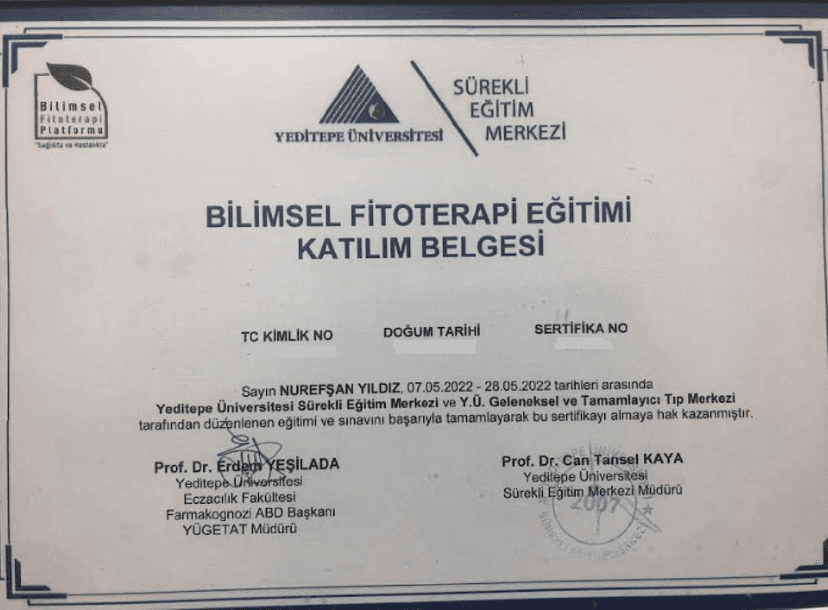 Bilimsel
Fitoterapi
Platformu
"Sağlıkta ve Hastalıkta"
YEDİTEPE ÜNİVERSİTESİ
SÜREKLİ
EĞİTİM
MERKEZİ
BİLİMSEL FİTOTERAPİ EĞİTİMİ
KATILIM BELGESİ
TC KİMLİK NO
DOĞUM TARİHİ
SERTİFİKA NO
Sayın NUREFŞAN YILDIZ, 07.05.2022 - 28.05.2022 tarihleri arasında
Yeditepe Üniversitesi Sürekli Eğitim Merkezi ve Y.Ü. Geleneksel ve Tamamlayıcı Tıp Merkezi
tarafından düzenlenen eğitimi ve sınavını başarıyla tamamlayarak bu sertifikayı almaya hak kazanmıştır.
Prof. Dr. Erdem YEŞİLADA
Yeditepe Üniversitesi
Eczacılık Fakültesi
Farmakognozi ABD Başkanı
YÜGETAT Müdürü
Prof. Dr. Can Tansel KAYA
Yeditepe Üniversitesi
Sürekli Eğitim Merkezi Müdürü
2007